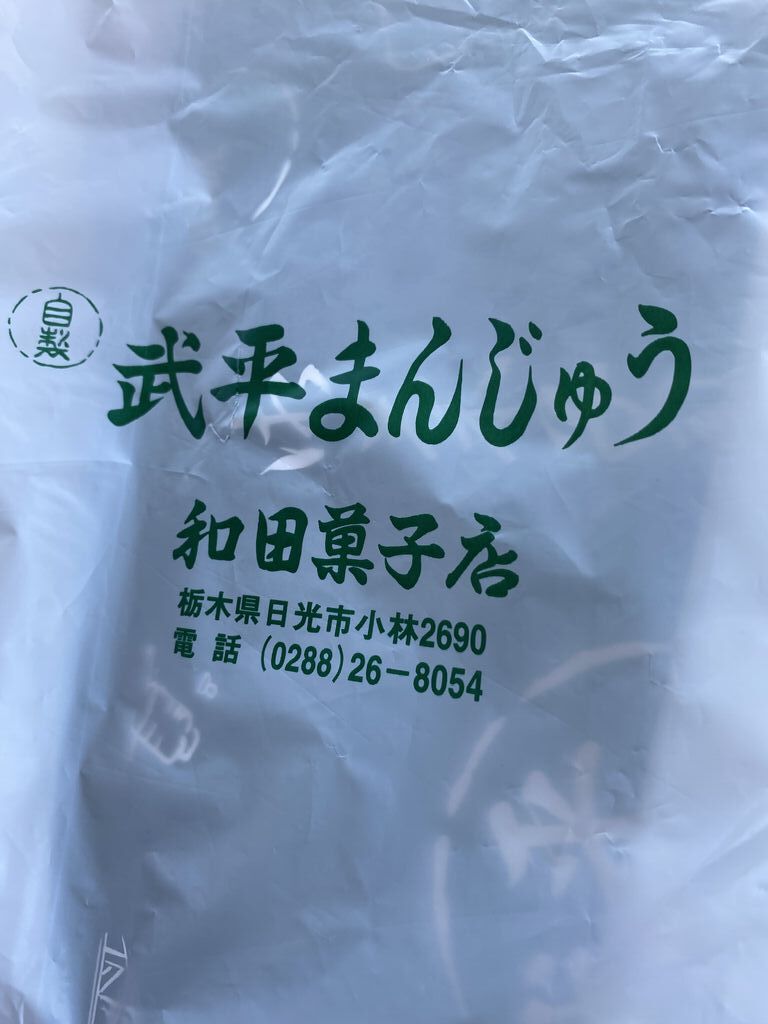 自製
武平まんじゅう
和田菓子店
栃木県日光市小林2690
電話 (0288)26-8054